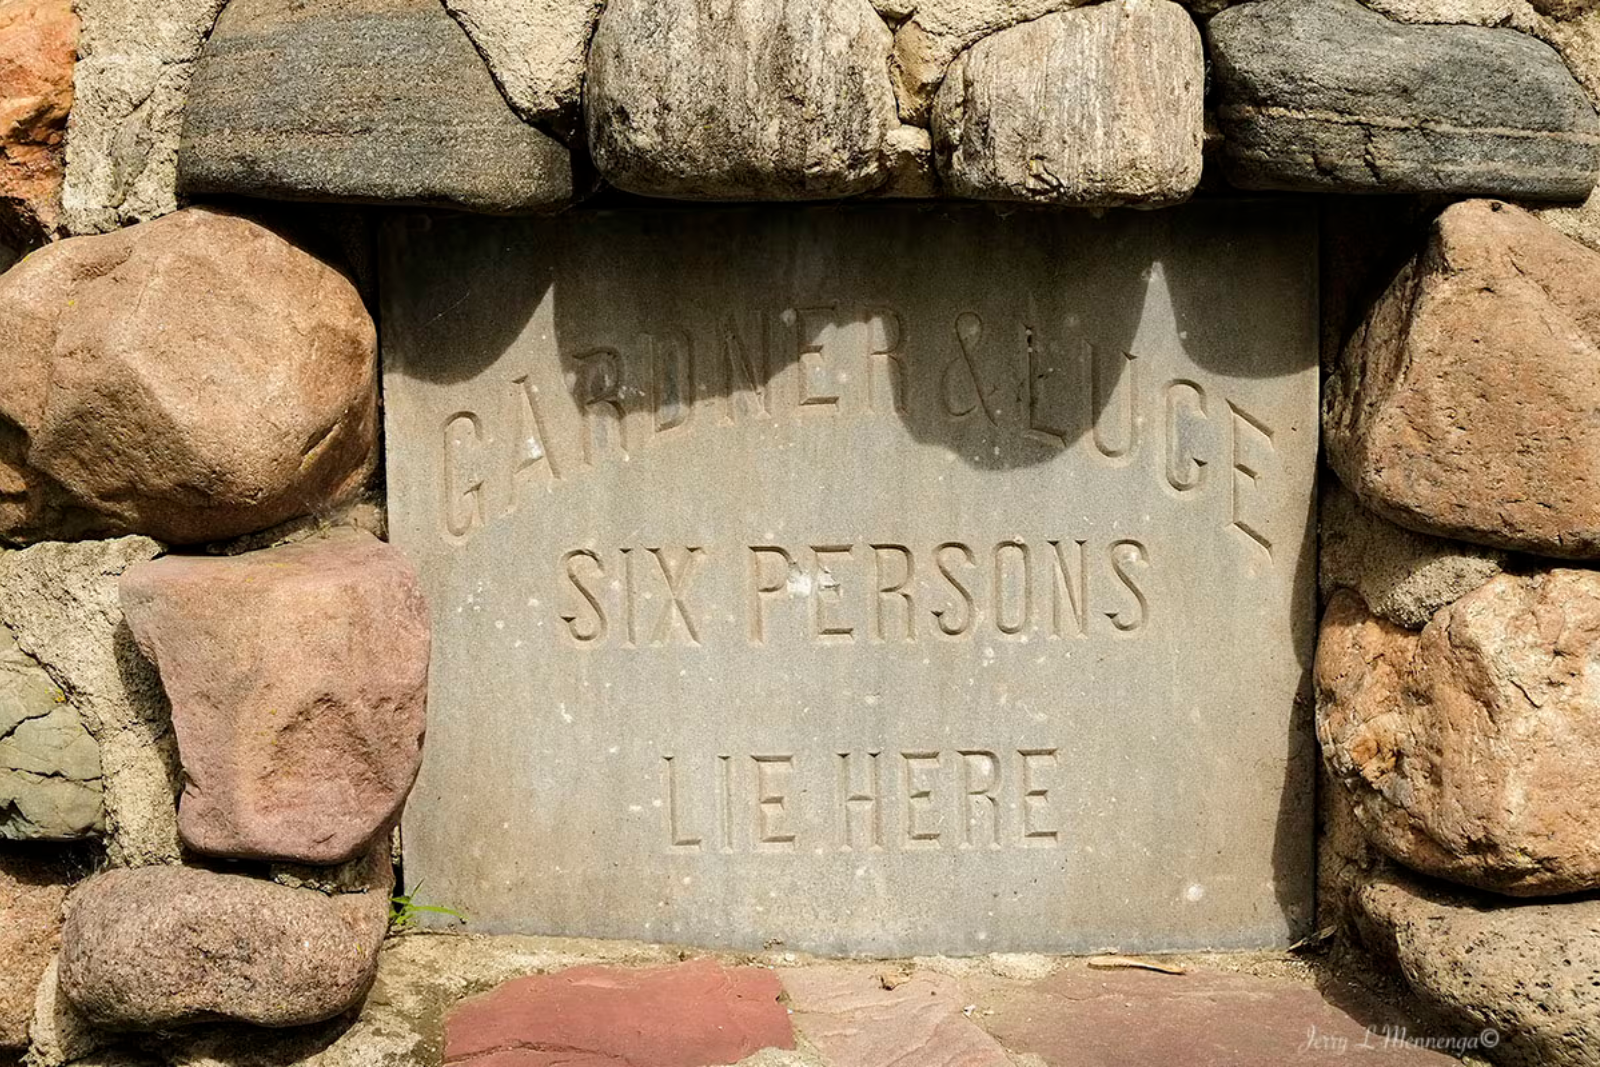 GARDNER & LUCE
SIX PERSONS
LIE HERE
Jerry L Mennenga©